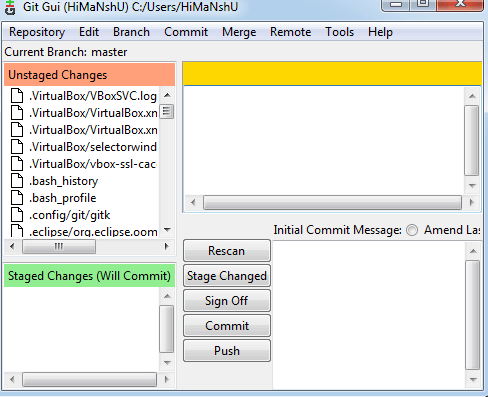 Git Gui (HiMaNshU) C:/Users/HiMaNshU
Repository Edit Branch Commit Merge Remote Tools Help
Current Branch: master
Unstaged Changes
.VirtualBox/VBoxSVC.log
.VirtualBox/VirtualBox.xn
.VirtualBox/VirtualBox.xn
.VirtualBox/selectorwind
.VirtualBox/vbox-ssl-cac
.bash_history
.bash_profile
.config/git/gitk
.eclipse/org.eclipse.oom
Staged Changes (Will Commit)
Rescan
Stage Changed
Sign Off
Commit
Push
Initial Commit Message: Amend Las